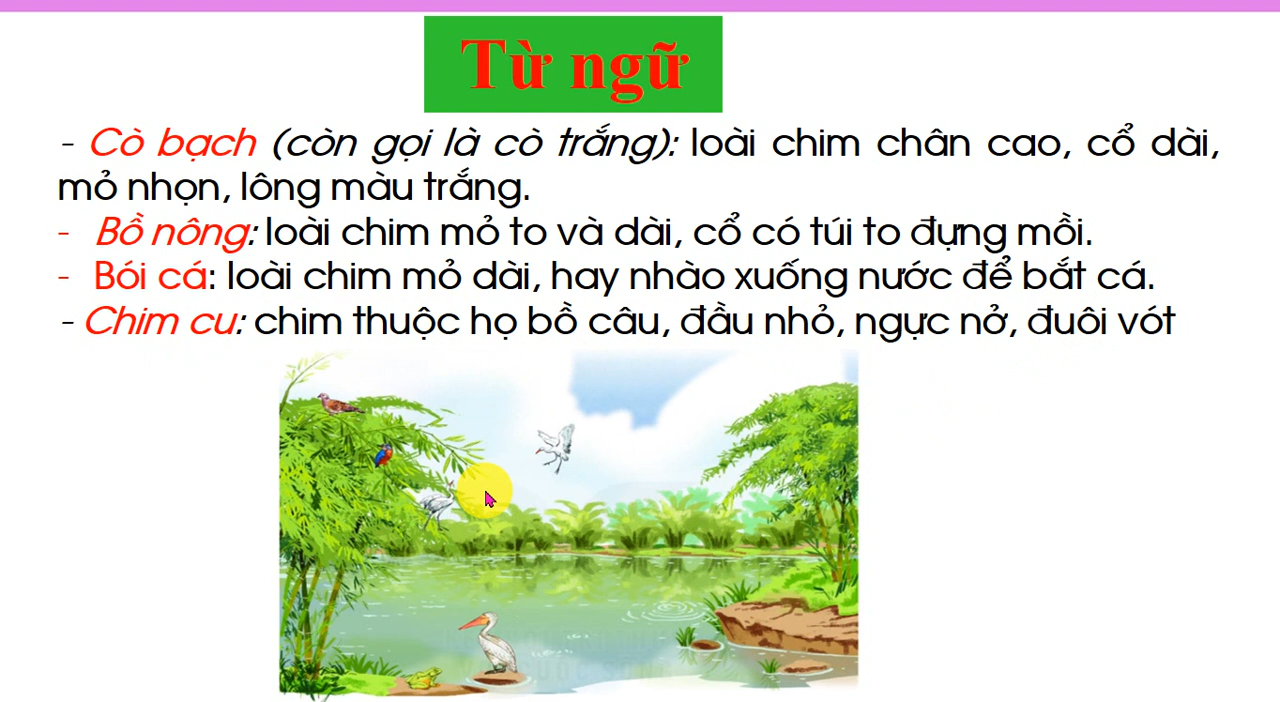 Từ ngữ
- Cò bạch (còn gọi là cò trắng): loài chim chân cao, cổ dài,
mỏ nhọn, lông màu trắng.
- Bồ nông: loài chim mỏ to và dài, cổ có túi to đựng mồi.
- Bói cá: loài chim mỏ dài, hay nhào xuống nước để bắt cá.
- Chim cu: chim thuộc họ bồ câu, đầu nhỏ, ngực nở, đuôi vót